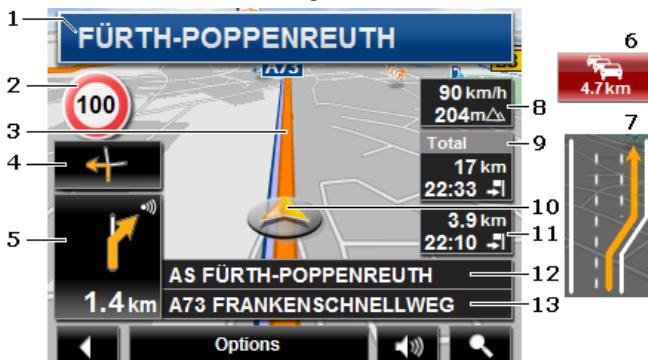 1
FÜRTH-POPPENREUTH
A73
2
100
3
4
5
1.4 km
6
4.7 km
7
90 km/h
204m
8
Total
9
17 km
22:33
10
3.9 km
22:10
11
AS FÜRTH-POPPENREUTH
12
A73 FRANKENSCHNELLWEG
13
Options